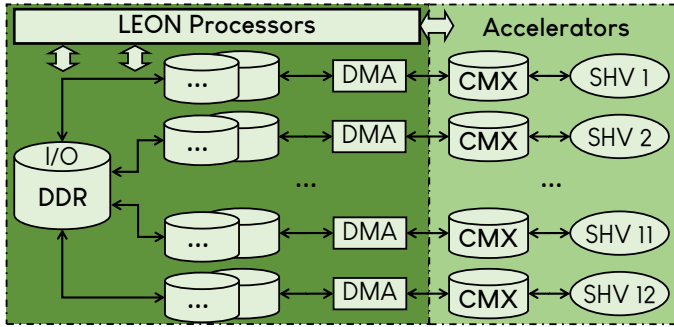 LEON Processors
Accelerators
... DMA CMX SHV 1
I/O
DDR
... DMA CMX SHV 2
... ...
... DMA CMX SHV 11
... DMA CMX SHV 12